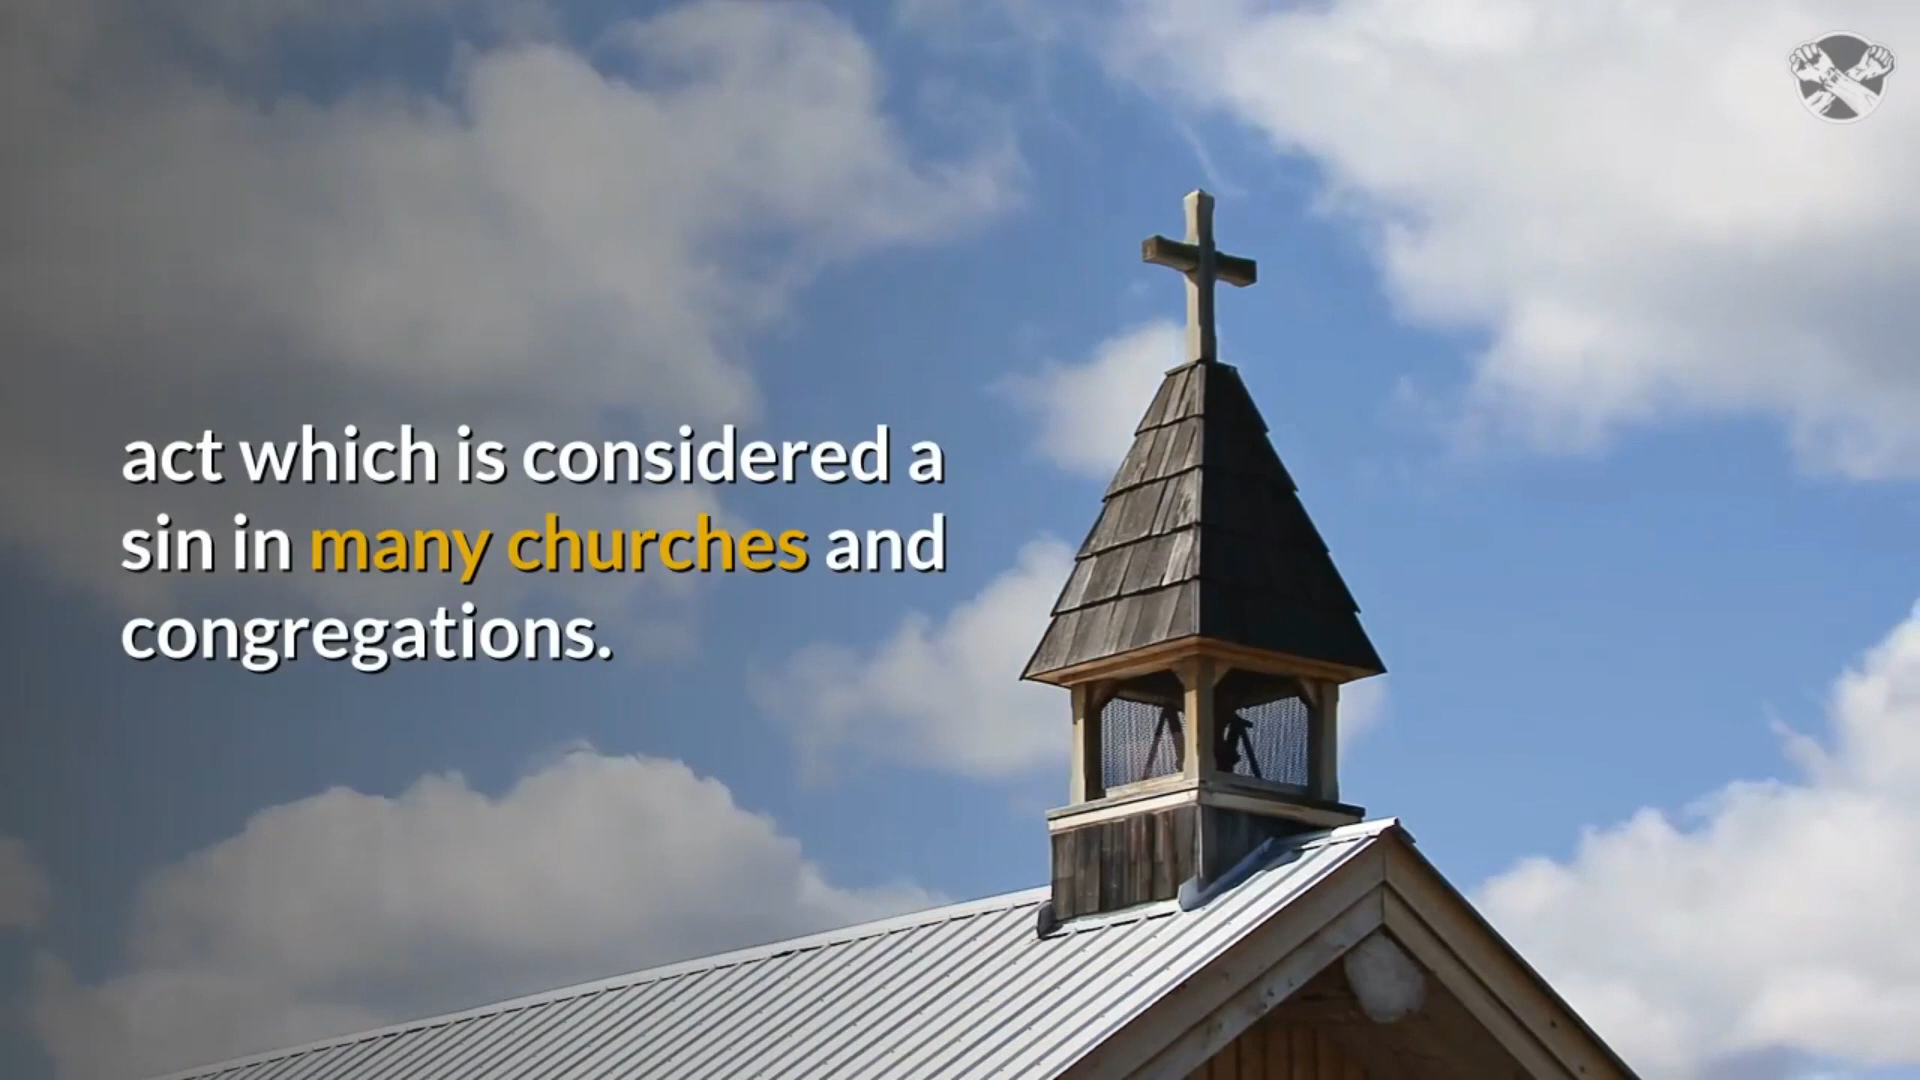 act which is considered a
sin in many churches and
congregations.